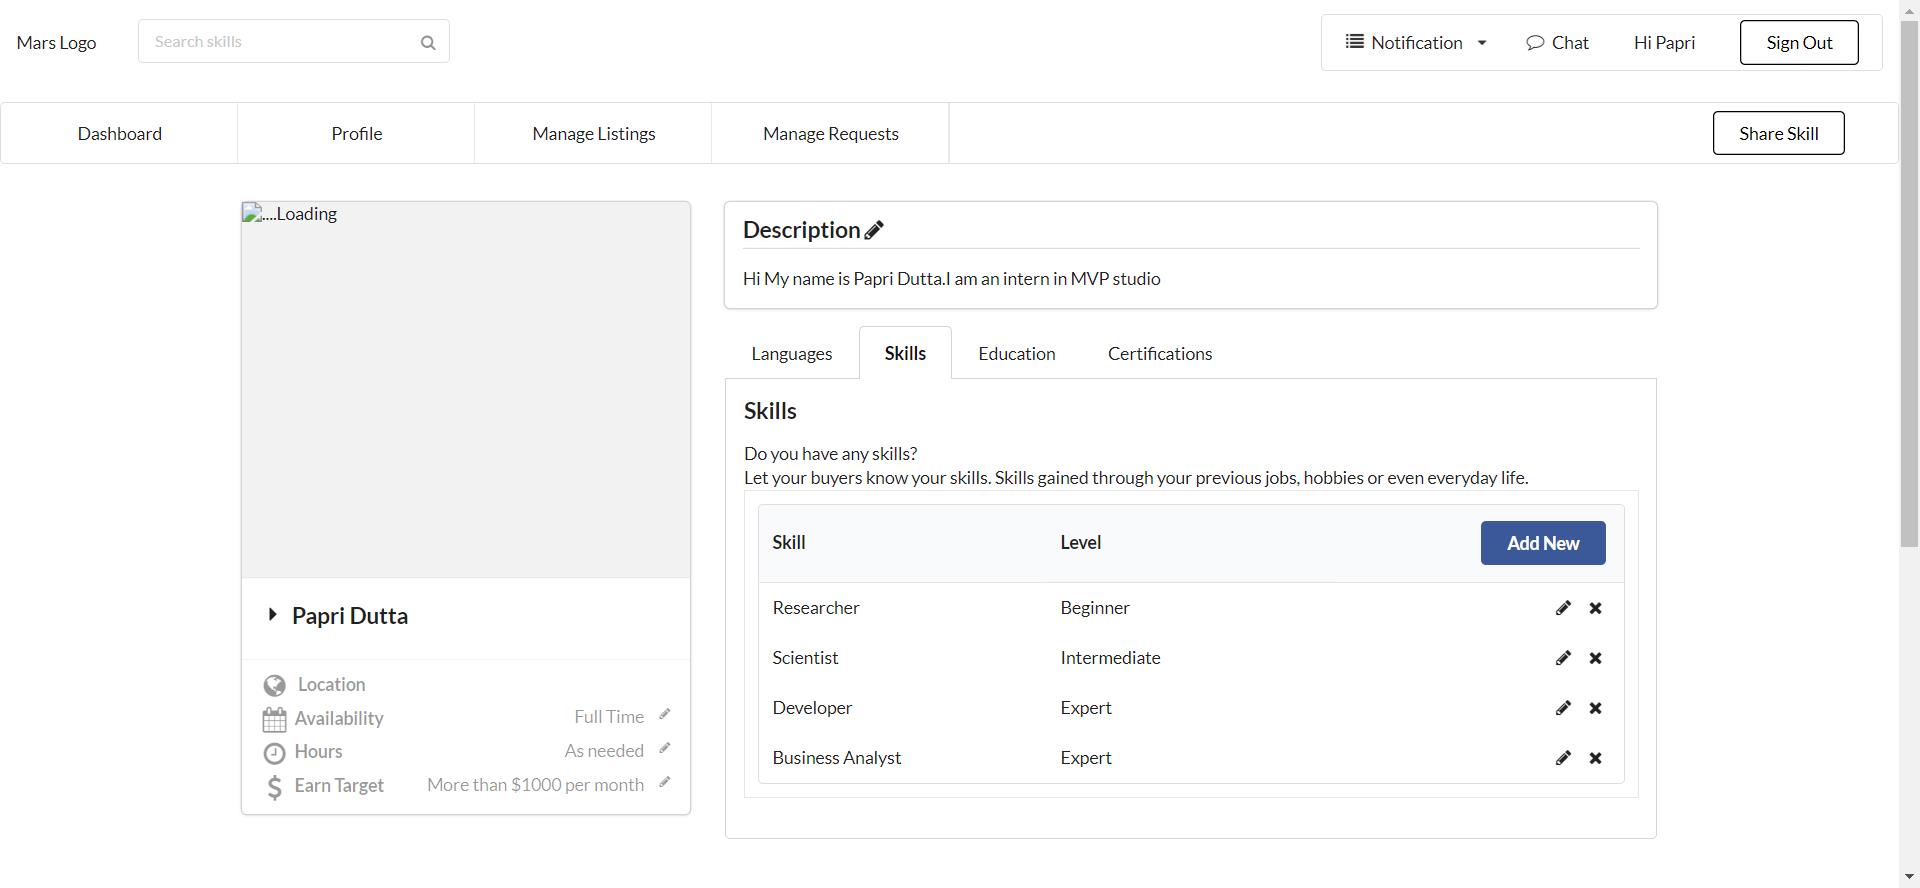 Mars Logo
Search skills
Notification
Chat
Hi Papri
Sign Out
Dashboard
Profile
Manage Listings
Manage Requests
Share Skill
....Loading
Papri Dutta
Location
Availability Full Time
Hours As needed
Earn Target More than $1000 per month
Description
Hi My name is Papri Dutta.I am an intern in MVP studio
Languages
Skills
Education
Certifications
Skills
Do you have any skills?
Let your buyers know your skills. Skills gained through your previous jobs, hobbies or even everyday life.
Skill Level Add New
Researcher Beginner
Scientist Intermediate
Developer Expert
Business Analyst Expert